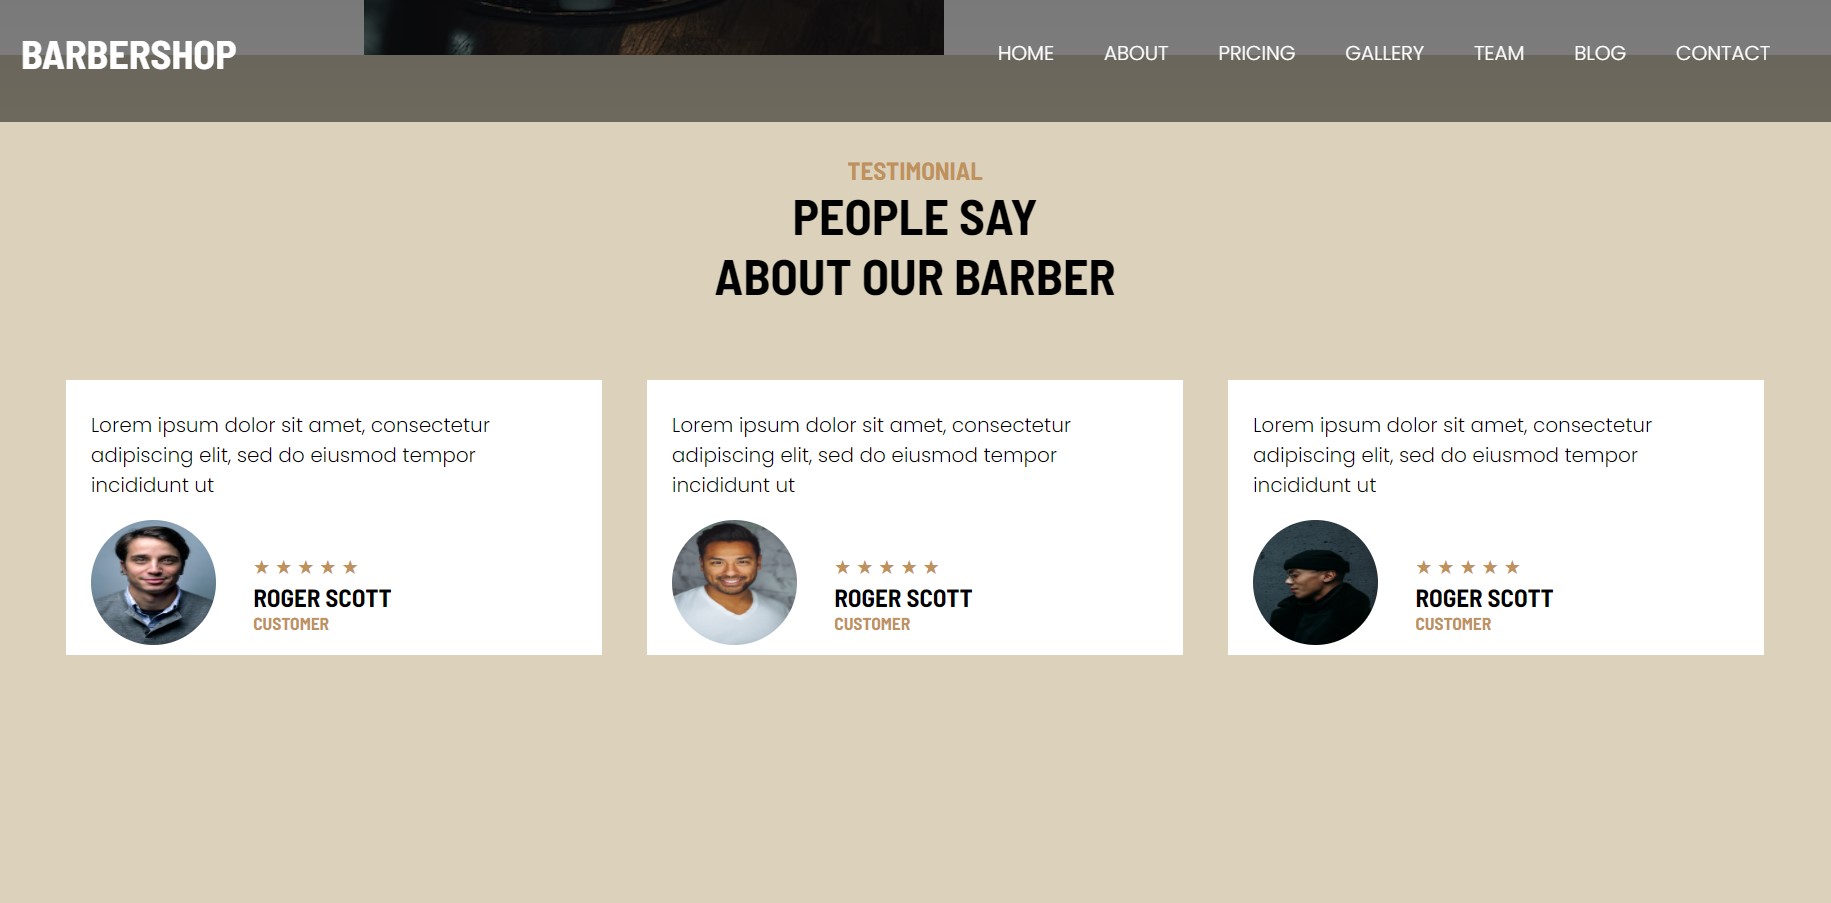 BARBERSHOP
HOME ABOUT PRICING GALLERY TEAM BLOG CONTACT
TESTIMONIAL
PEOPLE SAY
ABOUT OUR BARBER
Lorem ipsum dolor sit amet, consectetur
adipiscing elit, sed do eiusmod tempor
incididunt ut
★ ★ ★ ★ ★
ROGER SCOTT
CUSTOMER
Lorem ipsum dolor sit amet, consectetur
adipiscing elit, sed do eiusmod tempor
incididunt ut
★ ★ ★ ★ ★
ROGER SCOTT
CUSTOMER
Lorem ipsum dolor sit amet, consectetur
adipiscing elit, sed do eiusmod tempor
incididunt ut
★ ★ ★ ★ ★
ROGER SCOTT
CUSTOMER